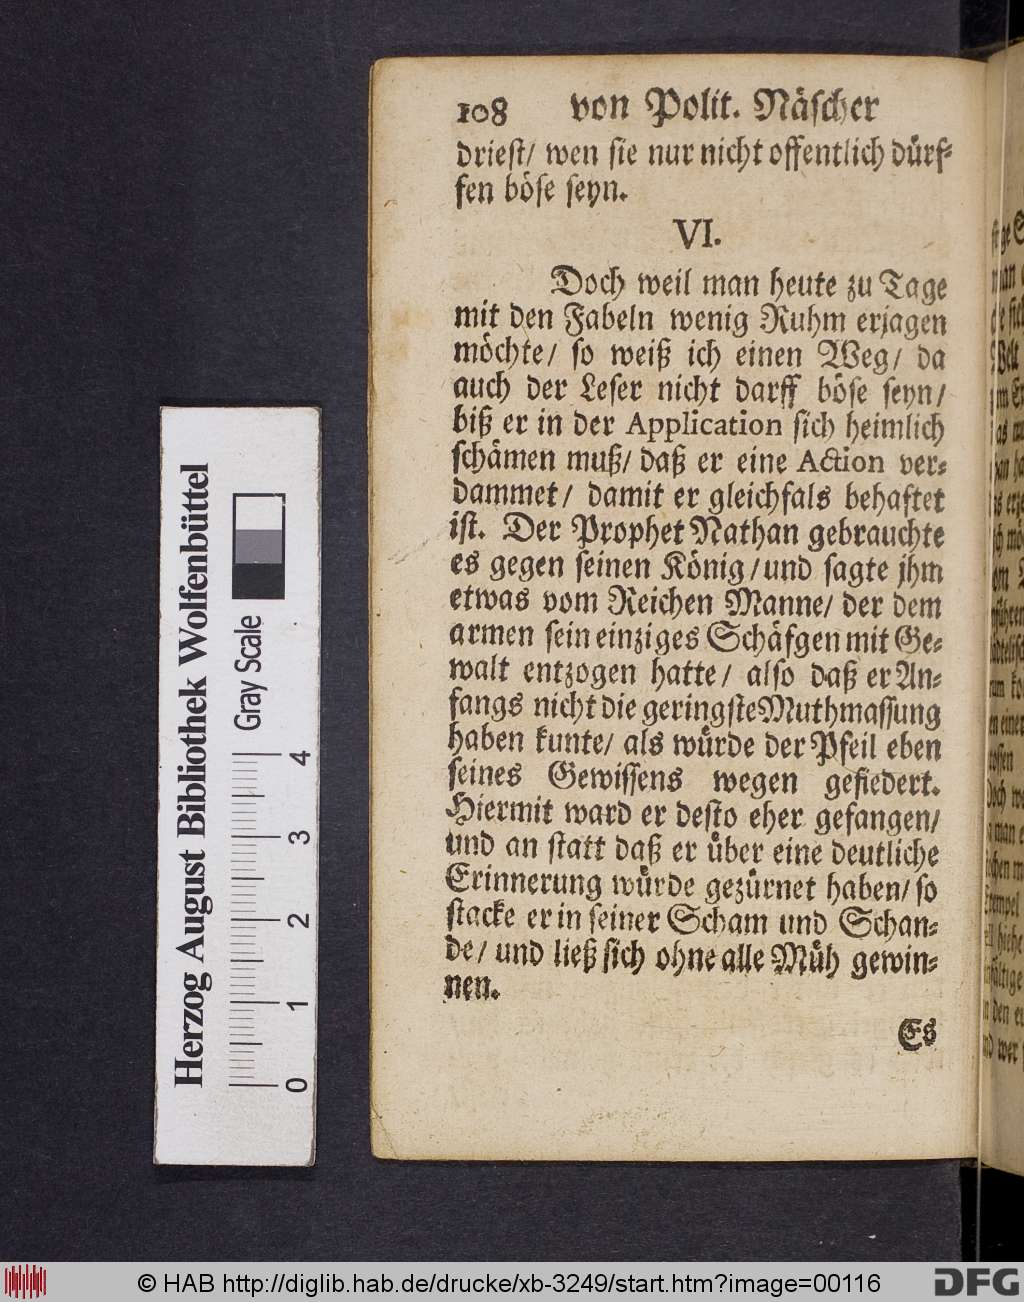 108 von Polit. Näscher
driest/ wen sie nur nicht offentlich dürf-
fen böse seyn.
VI.
Doch weil man heute zu Tage
mit den Fabeln wenig Ruhm erjagen
möchte/ so weiß ich einen Weg/ da
auch der Leser nicht darff böse seyn/
biß er in der Application sich heimlich
schämen muß/ daß er eine Action ver-
dammet/ damit er gleichfals behaftet
ist. Der Prophet Nathan gebrauchte
es gegen seinen König/ und sagte jhm
etwas vom Reichen Manne/ der dem
armen sein einziges Schäfgen mit Ge-
walt entzogen hatte/ also daß er An-
fangs nicht die geringste Muthmassung
haben kunte/ als würde der Pfeil eben
seines Gewissens wegen gefiedert.
Hiermit ward er desto eher gefangen/
und an statt daß er über eine deutliche
Erinnerung würde gezürnet haben/ so
stacke er in seiner Scham und Schan-
de/ und ließ sich ohne alle Müh gewin-
nen.
Es
Herzog August Bibliothek Wolfenbüttel
Gray Scale
0 1 2 3 4
© HAB http://diglib.hab.de/drucke/xb-3249/start.htm?image=00116
DFG